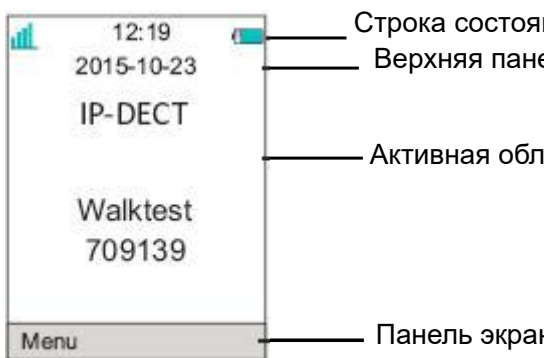 12:19
Строка состоян
2015-10-23
Верхняя пане
IP-DECT
Активная обл
Walktest
709139
Menu
Панель экран